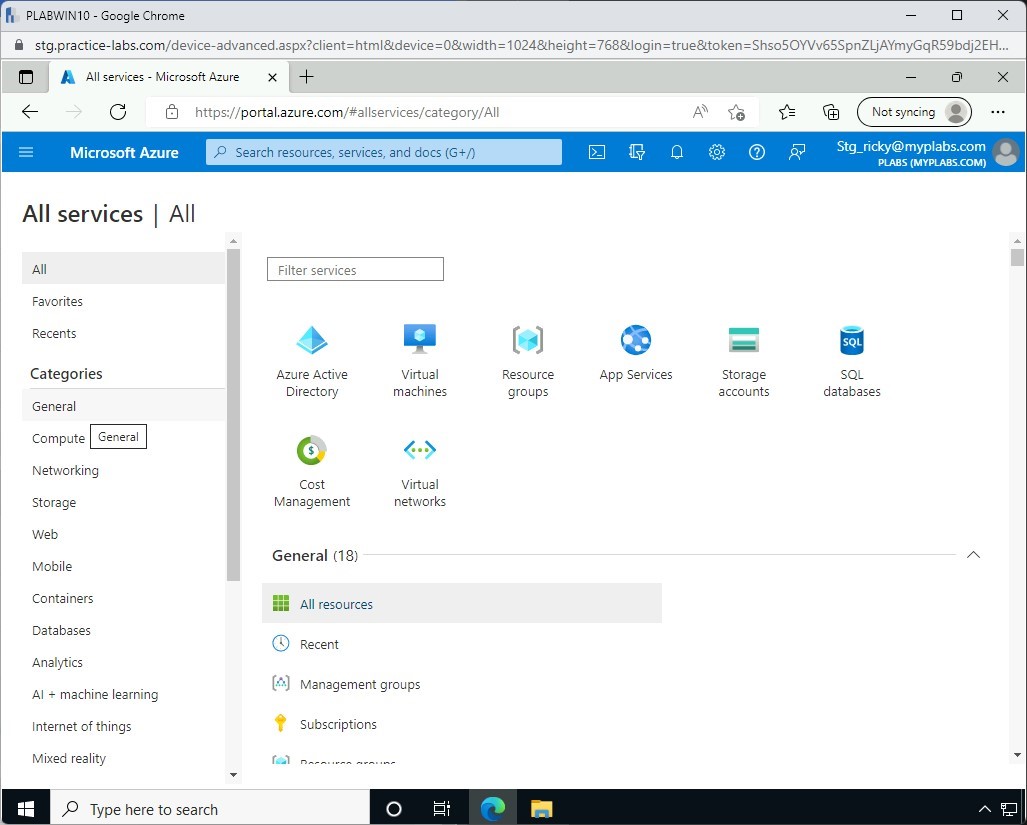 PLABWIN10 - Google Chrome
stg.practice-labs.com/device-advanced.aspx?client=html&device=0&width=1024&height=768&login=true&token=Shso5OYVv65SpnZLjAYmyGqR59bdj2EH...
All services - Microsoft Azure
https://portal.azure.com/#allservices/category/All
Not syncing
Microsoft Azure
Search resources, services, and docs (G+/)
Stg_ricky@myplabs.com
PLABS (MYPLABS.COM)
All services | All
All
Favorites
Recents
Categories
General
Compute
General
Networking
Storage
Web
Mobile
Containers
Databases
Analytics
AI + machine learning
Internet of things
Mixed reality
Filter services
Azure Active
Directory
Virtual
machines
Resource
groups
App Services
Storage
accounts
SQL
SQL
databases
Cost
Management
Virtual
networks
General (18)
All resources
Recent
Management groups
Subscriptions
Resource groups
Type here to search